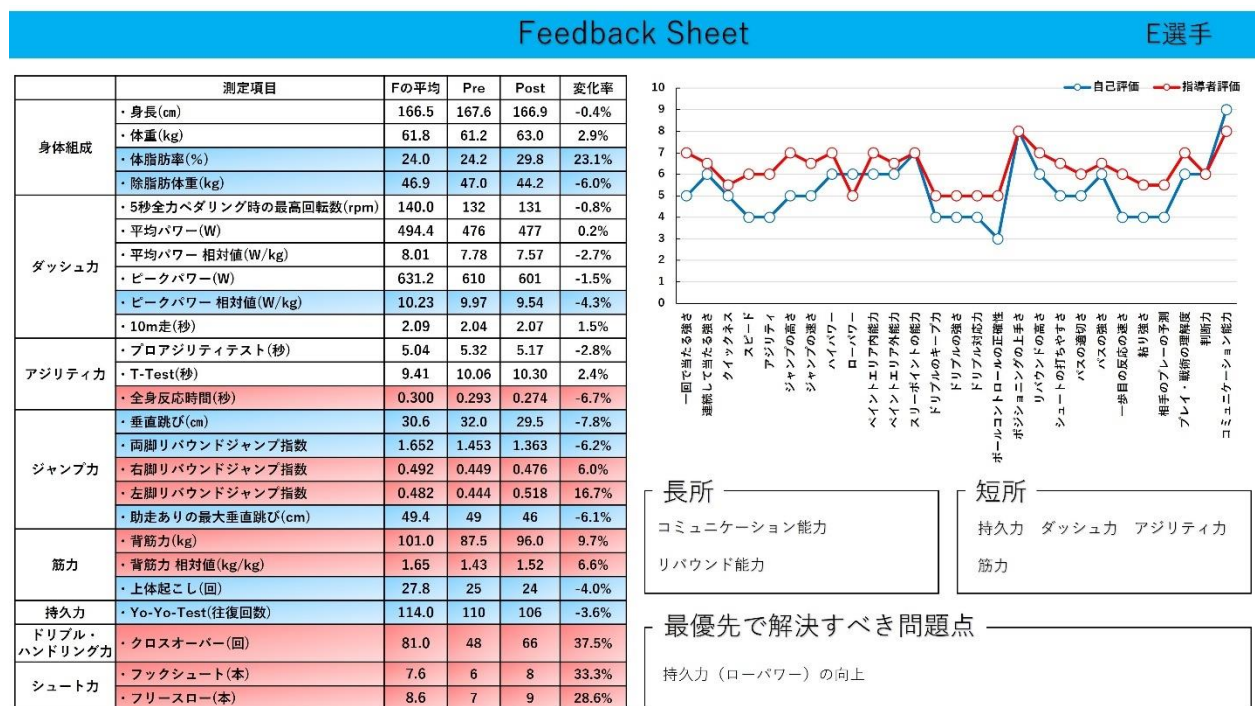 Feedback Sheet
E選手
測定項目 Fの平均 Pre Post 変化率
身体組成
・身長(㎝) 166.5 167.6 166.9 -0.4%
・体重(kg) 61.8 61.2 63.0 2.9%
・体脂肪率(%) 24.0 24.2 29.8 23.1%
・除脂肪体重(kg) 46.9 47.0 44.2 -6.0%
ダッシュ力
・5秒全力ペダリング時の最高回転数(rpm) 140.0 132 131 -0.8%
・平均パワー(W) 494.4 476 477 0.2%
・平均パワー 相対値(W/kg) 8.01 7.78 7.57 -2.7%
・ピークパワー(W) 631.2 610 601 -1.5%
・ピークパワー 相対値(W/kg) 10.23 9.97 9.54 -4.3%
・10m走(秒) 2.09 2.04 2.07 1.5%
アジリティ力
・プロアジリティテスト(秒) 5.04 5.32 5.17 -2.8%
・T-Test(秒) 9.41 10.06 10.30 2.4%
・全身反応時間(秒) 0.300 0.293 0.274 -6.7%
ジャンプ力
・垂直跳び(㎝) 30.6 32.0 29.5 -7.8%
・両脚リバウンドジャンプ指数 1.652 1.453 1.363 -6.2%
・右脚リバウンドジャンプ指数 0.492 0.449 0.476 6.0%
・左脚リバウンドジャンプ指数 0.482 0.444 0.518 16.7%
・助走ありの最大垂直跳び(cm) 49.4 49 46 -6.1%
筋力
・背筋力(kg) 101.0 87.5 96.0 9.7%
・背筋力 相対値(kg/kg) 1.65 1.43 1.52 6.6%
・上体起こし(回) 27.8 25 24 -4.0%
持久力
・Yo-Yo-Test(往復回数) 114.0 110 106 -3.6%
ドリブル・
ハンドリング力
・クロスオーバー(回) 81.0 48 66 37.5%
シュート力
・フックシュート(本) 7.6 6 8 33.3%
・フリースロー(本) 8.6 7 9 28.6%
自己評価 指導者評価
10
9
8
7
6
5
4
3
2
1
0
一回で当たる強さ
連続して当たる強さ
クイックネス
スピード
アジリティ
ジャンプの高さ
ジャンプの速さ
ハイパワー
ローパワー
ペイントエリア内能力
ペイントエリア外能力
スリーポイントの能力
ドリブルのキープ力
ドリブルの強さ
ドリブル対応力
ボールコントロールの正確性
ポジショニングの上手さ
リバウンドの高さ
シュートの打ちやすさ
パスの適切さ
パスの強さ
一歩目の反応の速さ
粘り強さ
相手のプレーの予測
プレイ・戦術の理解度
判断力
コミュニケーション能力
長所
コミュニケーション能力
リバウンド能力
短所
持久力 ダッシュ力 アジリティ力
筋力
最優先で解決すべき問題点
持久力（ローパワー）の向上